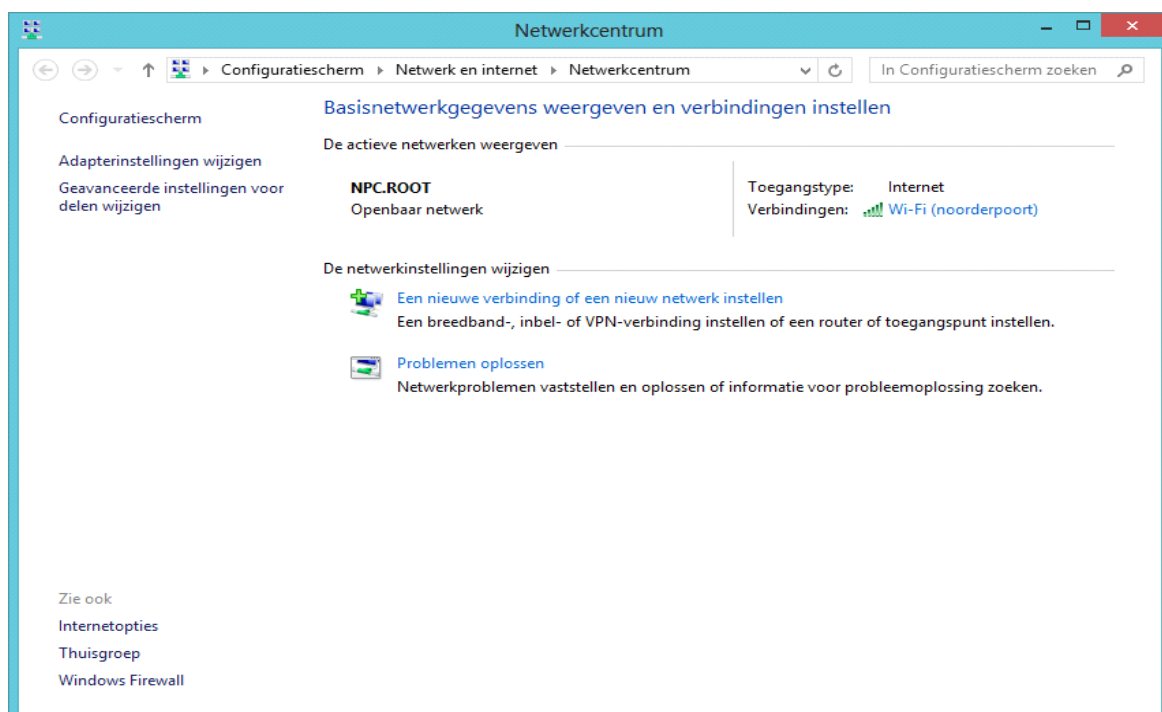 Netwerkcentrum
Configuratiescherm Netwerk en internet Netwerkcentrum
In Configuratiescherm zoeken
Configuratiescherm
Adapterinstellingen wijzigen
Geavanceerde instellingen voor
delen wijzigen
Basisnetwerkgegevens weergeven en verbindingen instellen
De actieve netwerken weergeven
NPC.ROOT
Openbaar netwerk
Toegangstype: Internet
Verbindingen: Wi-Fi (noorderpoort)
De netwerkinstellingen wijzigen
Een nieuwe verbinding of een nieuw netwerk instellen
Een breedband-, inbel- of VPN-verbinding instellen of een router of toegangspunt instellen.
Problemen oplossen
Netwerkproblemen vaststellen en oplossen of informatie voor probleemoplossing zoeken.
Zie ook
Internetopties
Thuisgroep
Windows Firewall